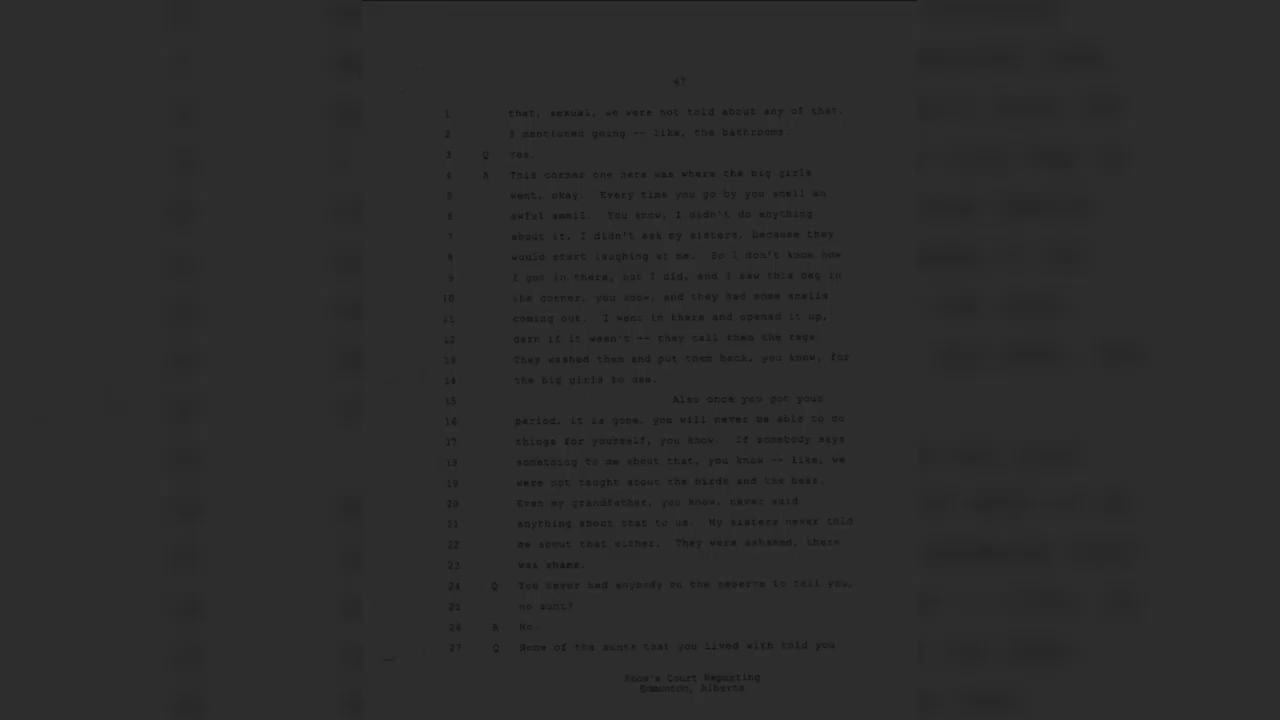 47
1 that, sexual, we were not told about any of that.
2 I mentioned going -- like, the bathrooms.
3 Q Yes.
4 A This corner one here was where the big girls
5 went, okay. Every time you go by you smell an
6 awful smell. You know, I didn't do anything
7 about it, I didn't ask my sisters, because they
8 would start laughing at me. So I don't know how
9 I got in there, but I did, and I saw this bag in
10 the corner, you know, and they had some smells
11 coming out. I went in there and opened it up,
12 darn if it wasn't -- they call them the rags.
13 They washed them and put them back, you know, for
14 the big girls to use.
15 Also once you got your
16 period, it is gone, you will never be able to do
17 things for yourself, you know. If somebody says
18 something to me about that, you know -- like, we
19 were not taught about the birds and the bees.
20 Even my grandfather, you know, never said
21 anything about that to us. My sisters never told
22 me about that either. They were ashamed, there
23 was shame.
24 Q You never had anybody on the reserve to tell you,
25 no aunt?
26 A No.
27 Q None of the aunts that you lived with told you
Court Reporting
Edmonton, Alberta